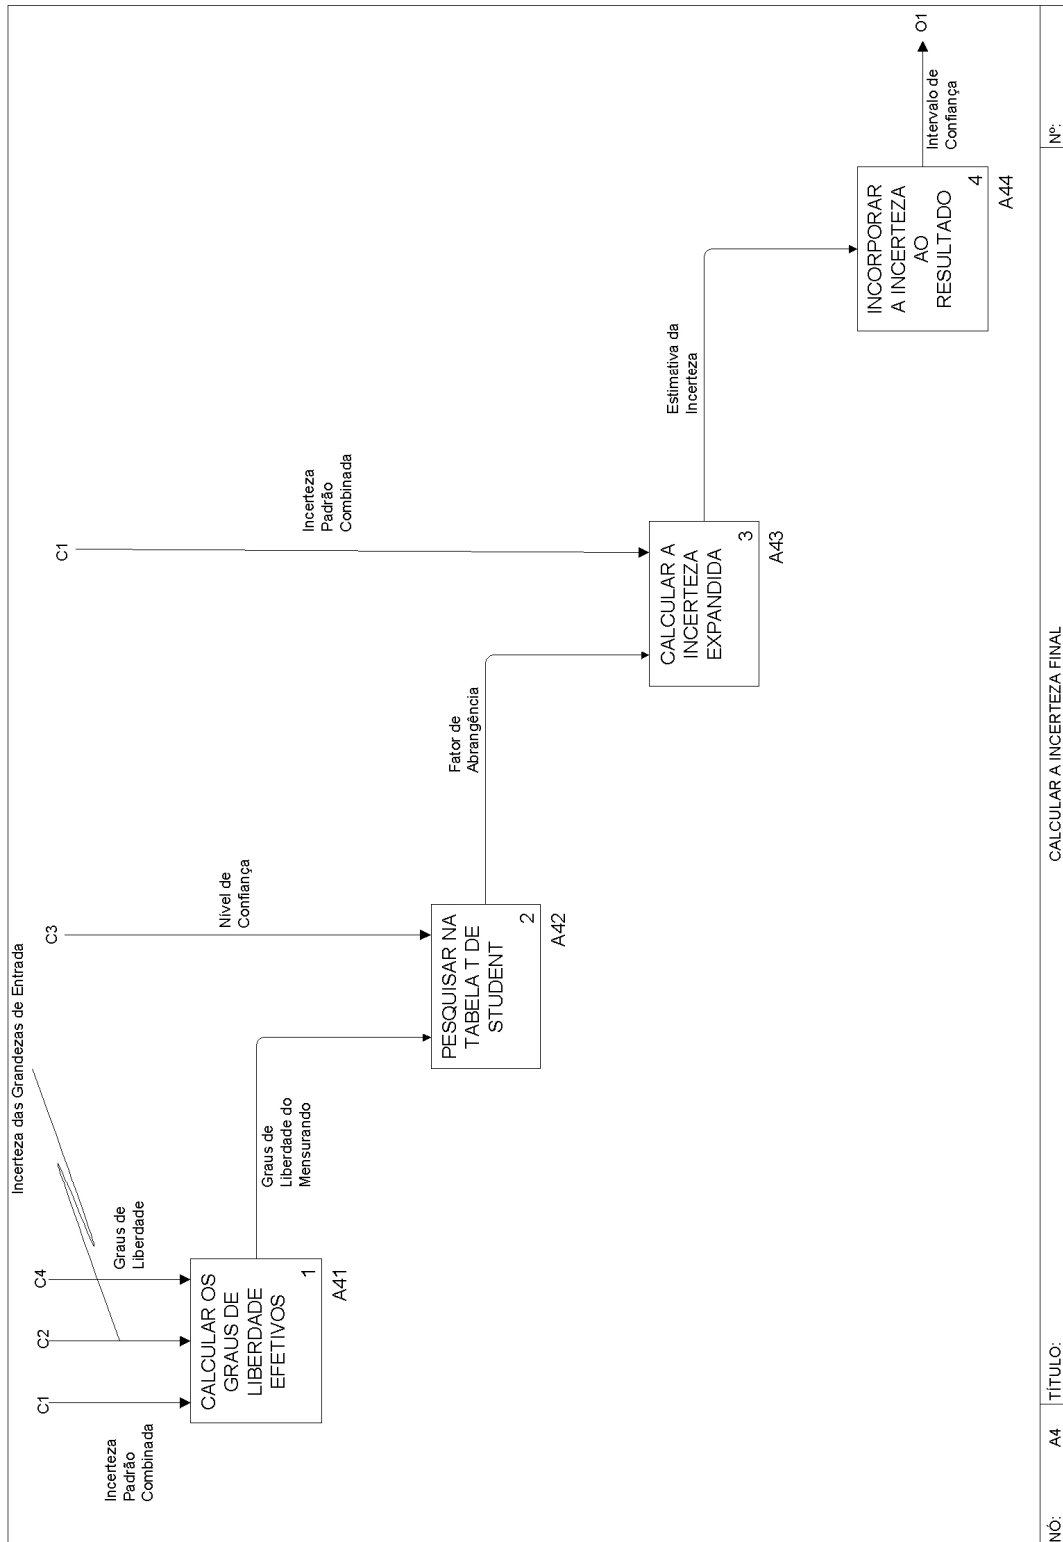 Incerteza das Grandezas de Entrada
C1
C2
C4
C3
C1
Incerteza
Padrão
Combinada
Graus de
Liberdade
CALCULAR OS
GRAUS DE
LIBERDADE
EFETIVOS
1
A41
Graus de
Liberdade do
Mensurando
Nível de
Confiança
PESQUISAR NA
TABELA T DE
STUDENT
2
A42
Fator de
Abrangência
Incerteza
Padrão
Combinada
CALCULAR A
INCERTEZA
EXPANDIDA
3
A43
Estimativa da
Incerteza
INCORPORAR
A INCERTEZA
AO
RESULTADO
4
A44
Intervalo de
Confiança
O1
NÓ: A4 TÍTULO: CALCULAR A INCERTEZA FINAL Nº: